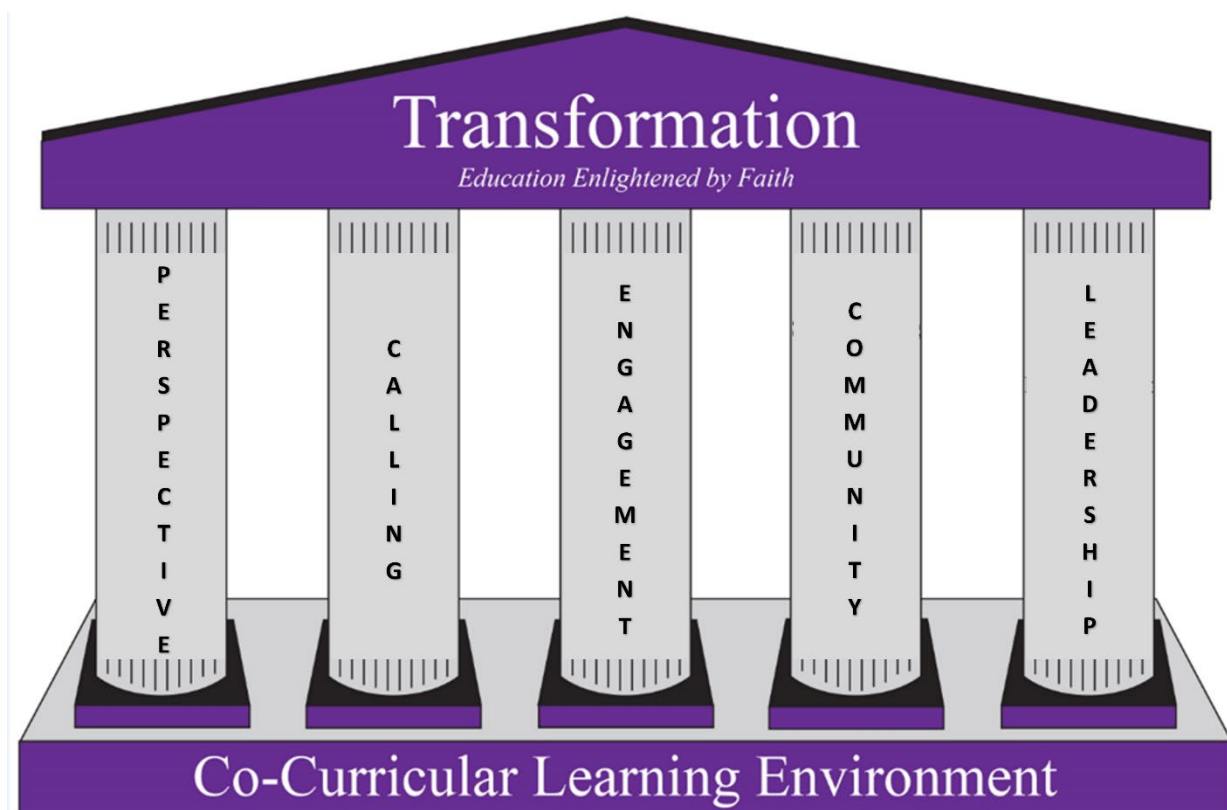 Transformation
Education Enlightened by Faith
PERSPECTIVE
CALLING
ENGAGEMENT
COMMUNITY
LEADERSHIP
Co-Curricular Learning Environment